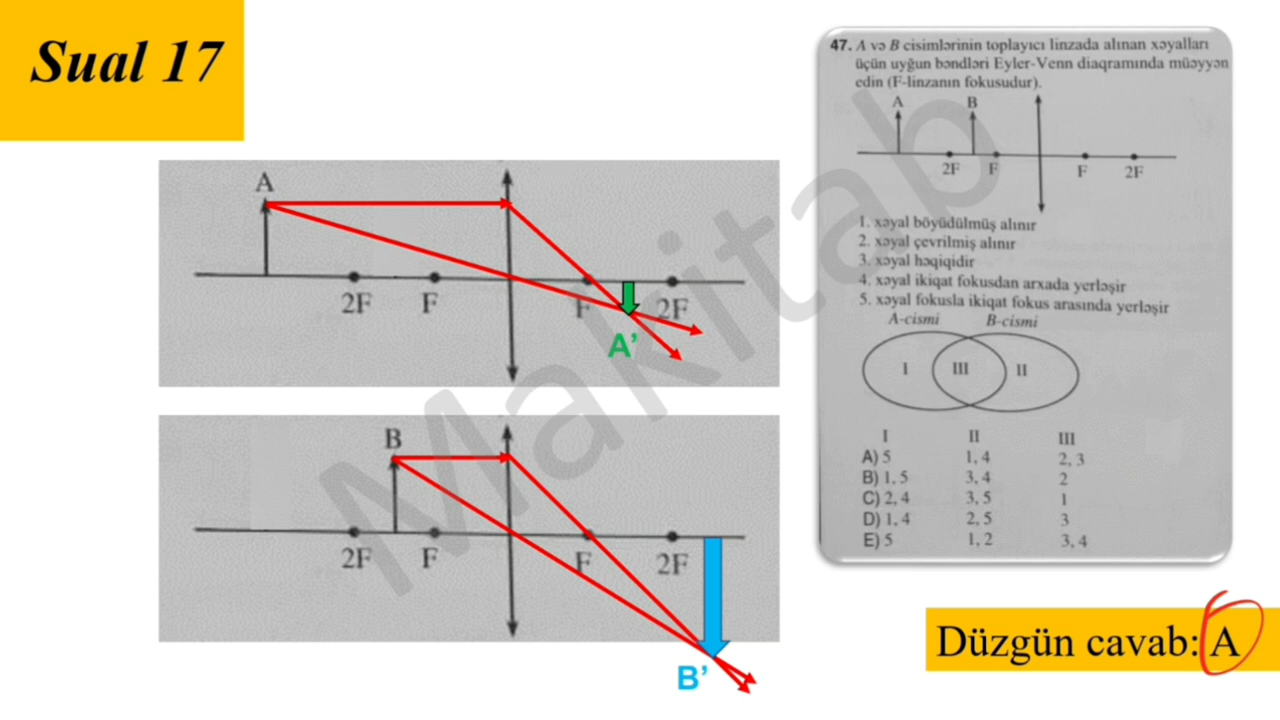 Sual 17
47. A və B cisimlərinin toplayıcı linzada alınan xəyalları
üçün uyğun bəndləri Eyler-Venn diaqramında müəyyən
edin (F-linzanın fokusudur).
A B
2F F F 2F
1. xəyal böyüdülmüş alınır
2. xəyal çevrilmiş alınır
3. xəyal həqiqidir
4. xəyal ikiqat fokusdan arxada yerləşir
5. xəyal fokusla ikiqat fokus arasında yerləşir
A-cismi B-cismi
I III II
I II III
A) 5 1, 4 2, 3
B) 1, 5 3, 4 2
C) 2, 4 3, 5 1
D) 1, 4 2, 5 3
E) 5 1, 2 3, 4
A
2F F F 2F
A’
B
2F F F 2F
B’
Düzgün cavab: A
Makitab